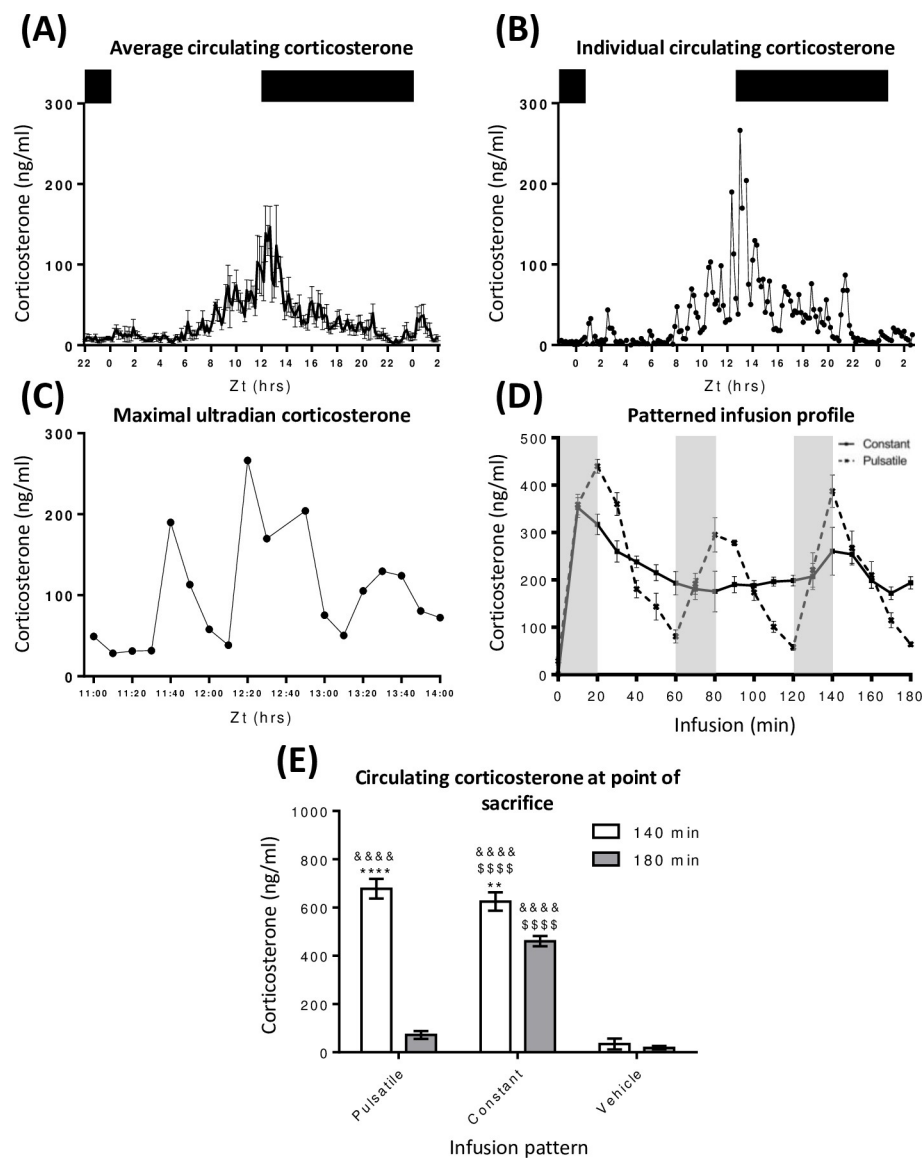 (A)
Average circulating corticosterone
Corticosterone (ng/ml)
300
200
100
0
22 0 2 4 6 8 10 12 14 16 18 20 22 0 2
Zt (hrs)
(B)
Individual circulating corticosterone
Corticosterone (ng/ml)
300
200
100
0
0 2 4 6 8 10 12 14 16 18 20 22 0 2
Zt (hrs)
(C)
Maximal ultradian corticosterone
Corticosterone (ng/ml)
300
200
100
0
11:00 11:20 11:40 12:00 12:20 12:40 13:00 13:20 13:40 14:00
Zt (hrs)
(D)
Patterned infusion profile
Constant
Pulsatile
Corticosterone (ng/ml)
500
400
300
200
100
0
0 20 40 60 80 100 120 140 160 180
Infusion (min)
(E)
Circulating corticosterone at point of
sacrifice
140 min
180 min
Corticosterone (ng/ml)
1000
800
600
400
200
0
&&&&
****
&&&&
$$$$
**
&&&&
$$$$
Pulsatile
Constant
Vehicle
Infusion pattern